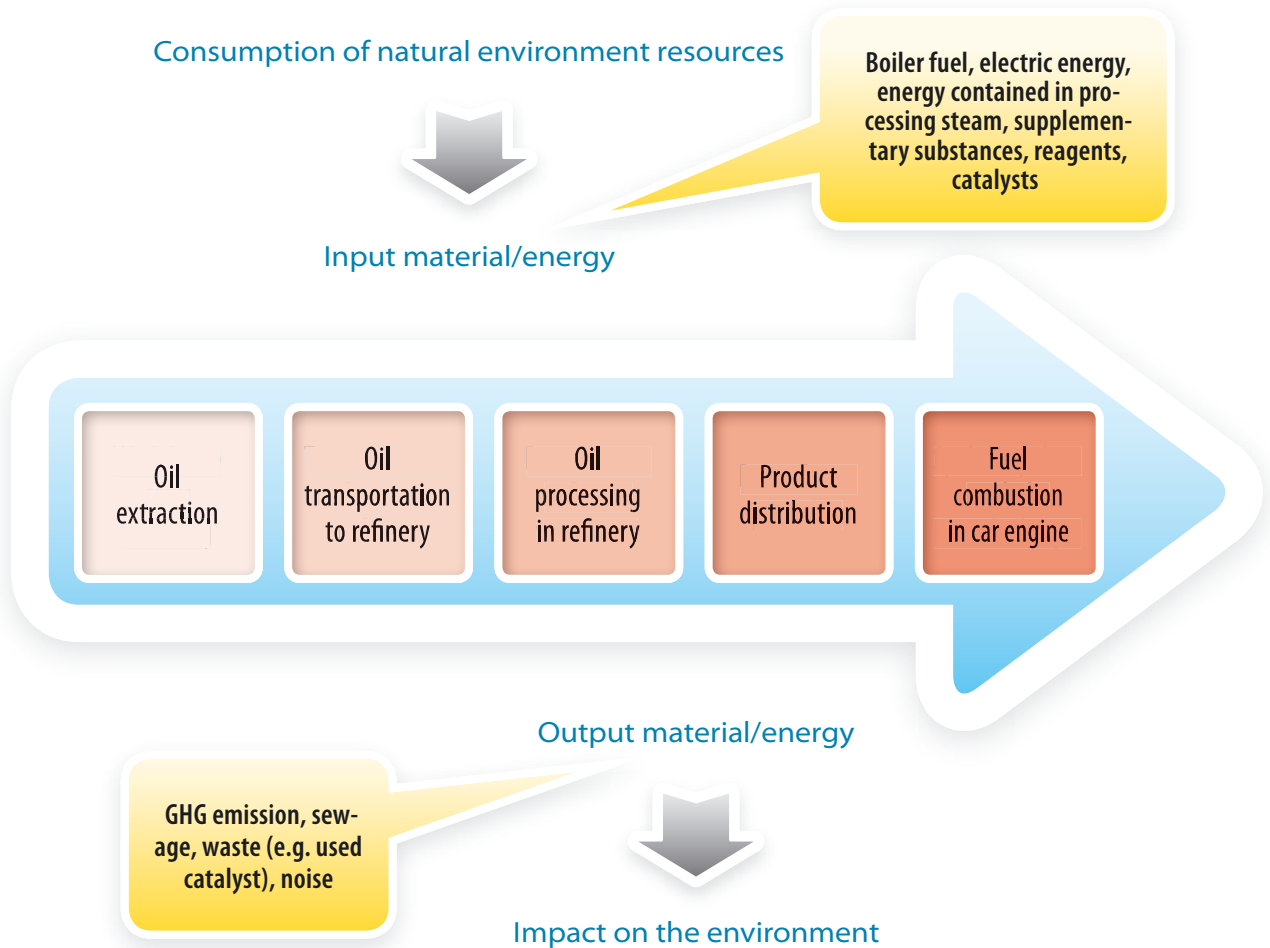 Consumption of natural environment resources
Boiler fuel, electric energy,
energy contained in pro-
cessing steam, supplemen-
tary substances, reagents,
catalysts
Input material/energy
Oil
extraction
Oil
transportation
to refinery
Oil
processing
in refinery
Product
distribution
Fuel
combustion
in car engine
Output material/energy
GHG emission, sew-
age, waste (e.g. used
catalyst), noise
Impact on the environment